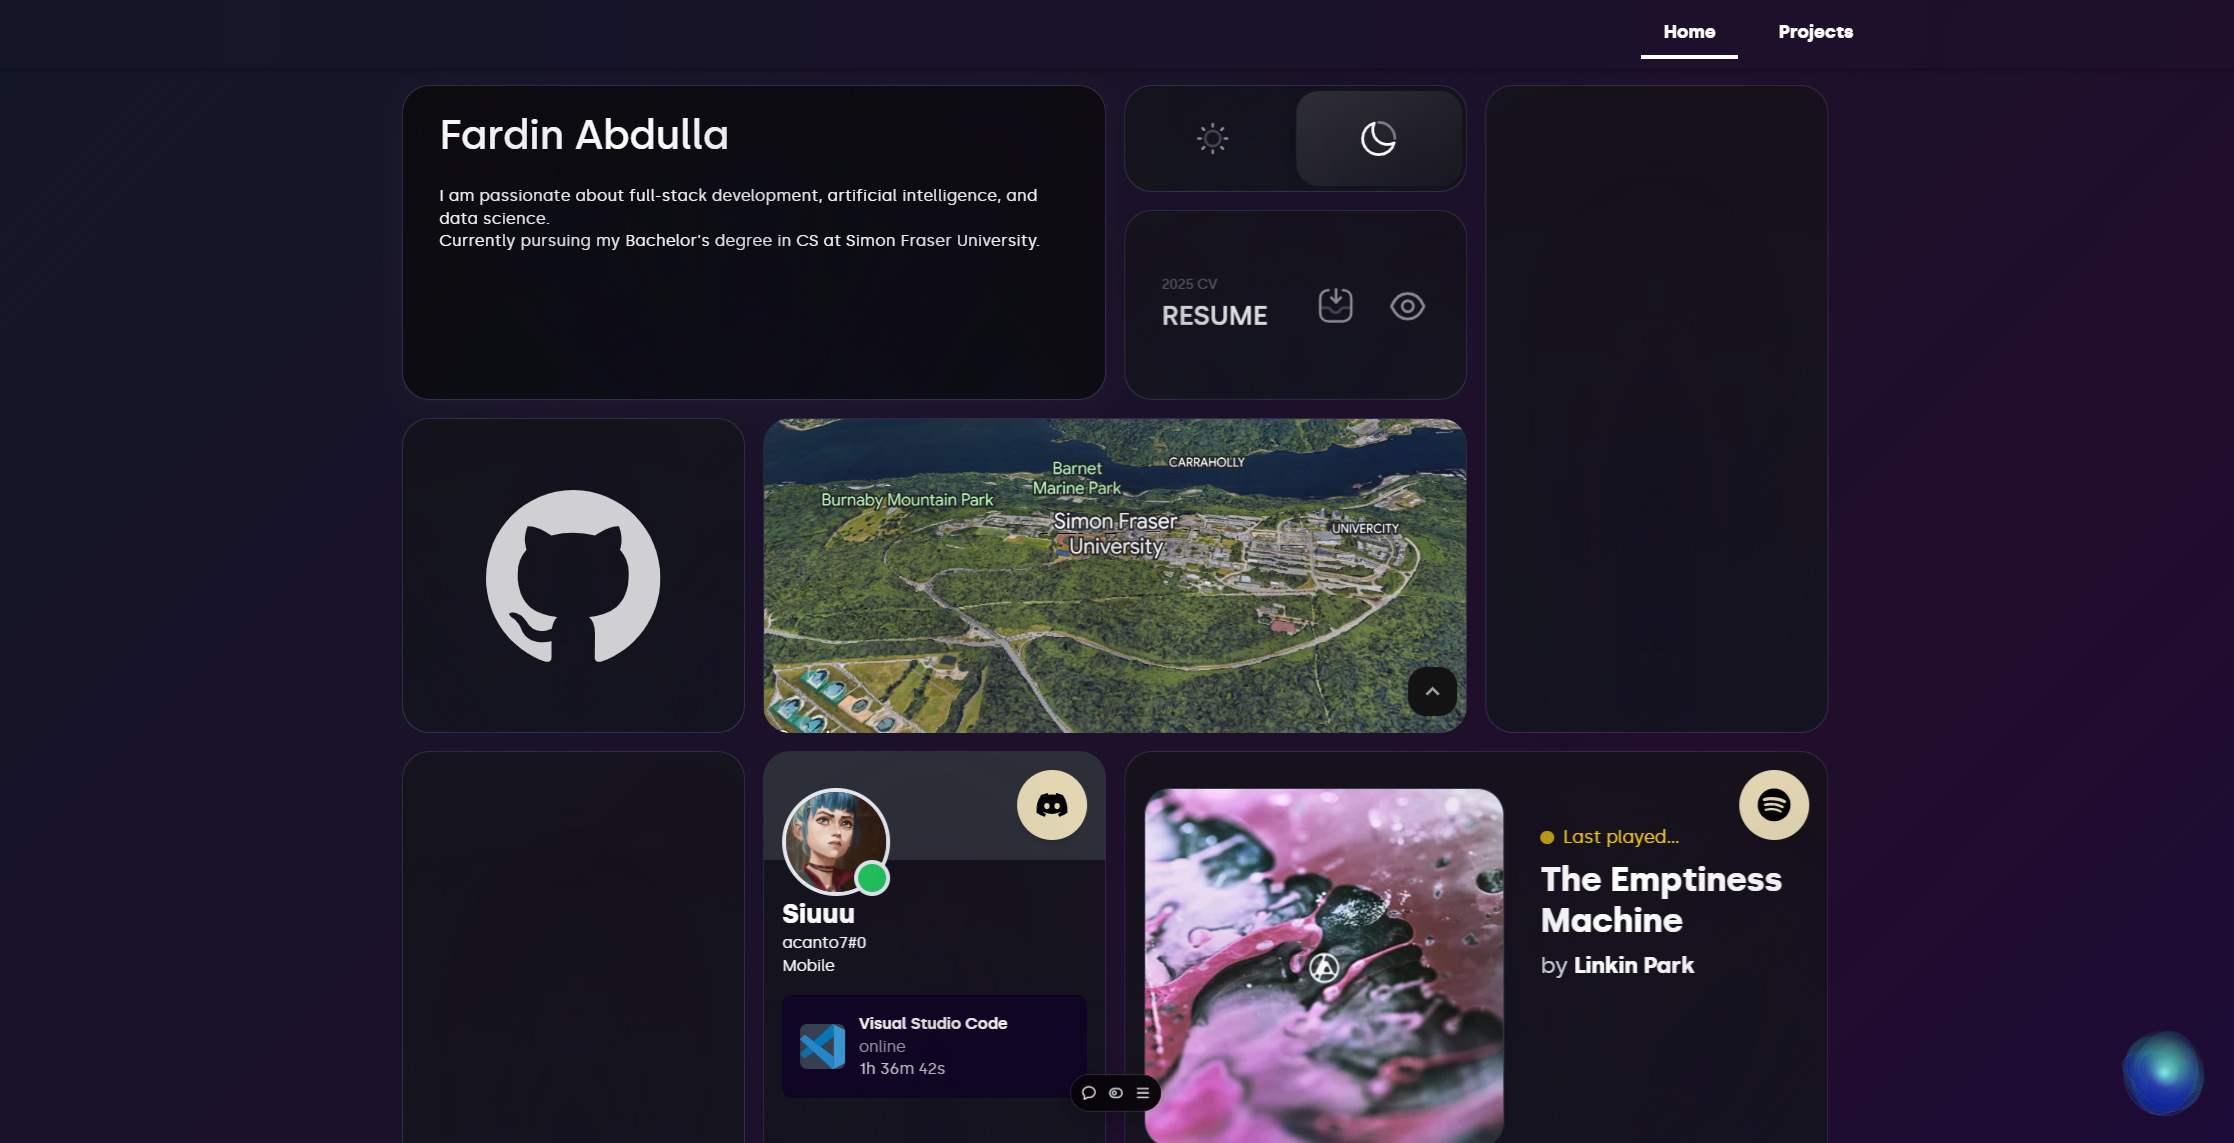 Home
Projects
Fardin Abdulla
I am passionate about full-stack development, artificial intelligence, and
data science.
Currently pursuing my Bachelor's degree in CS at Simon Fraser University.
2025 CV
RESUME
Barnet
Marine Park
CARRAHOLLY
Burnaby Mountain Park
Simon Fraser
University
UNIVERCITY
Siuuu
acanto7#0
Mobile
Visual Studio Code
online
1h 36m 42s
Last played...
The Emptiness
Machine
by Linkin Park